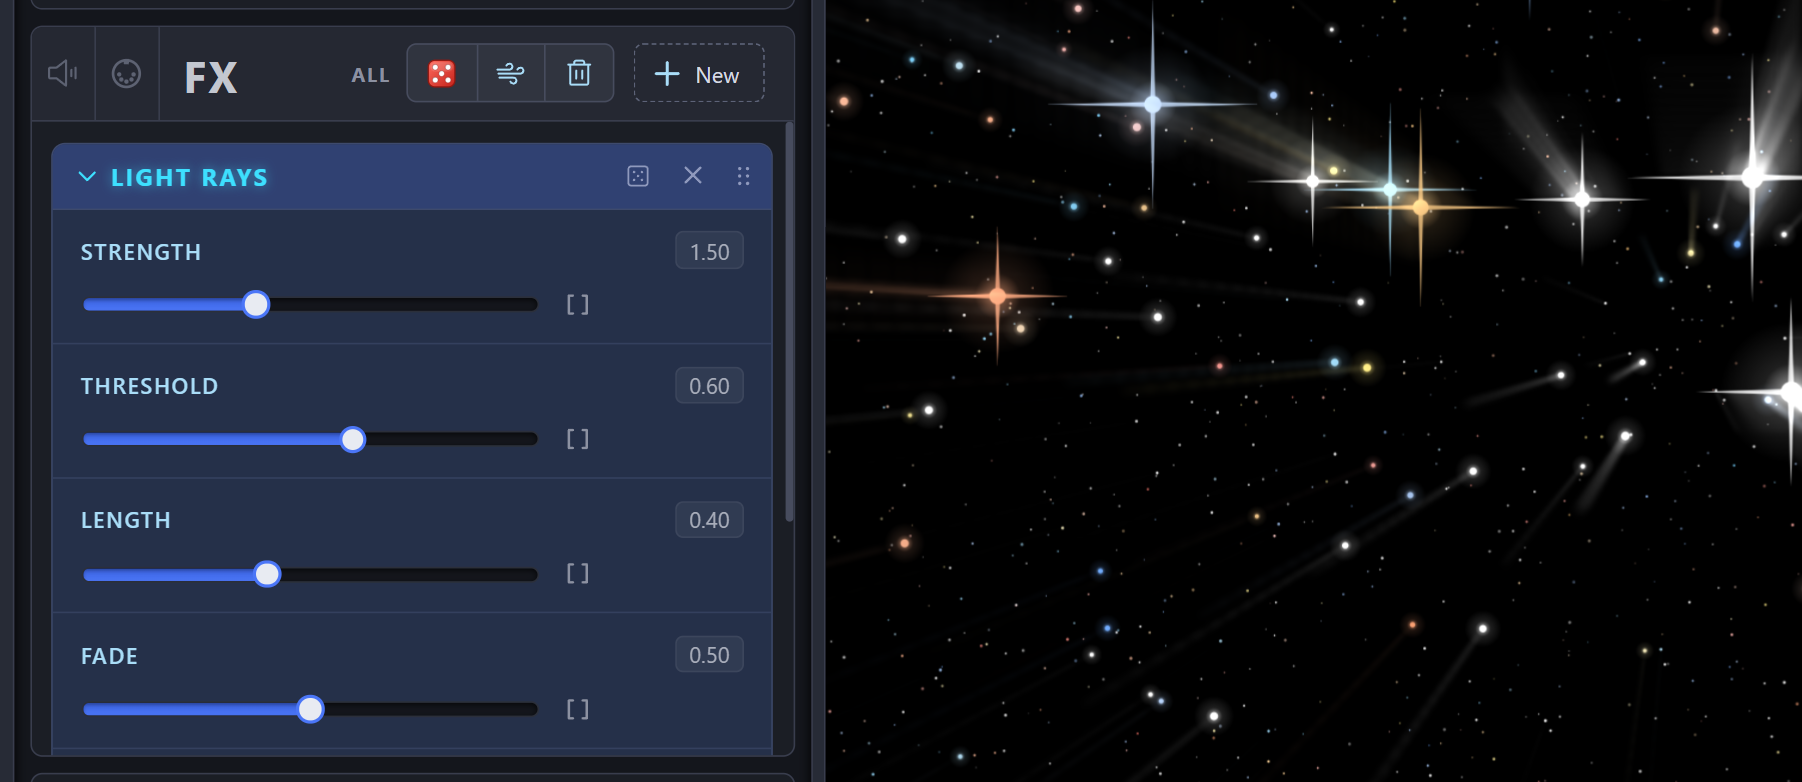 FX
ALL
New
LIGHT RAYS
STRENGTH
1.50
THRESHOLD
0.60
LENGTH
0.40
FADE
0.50